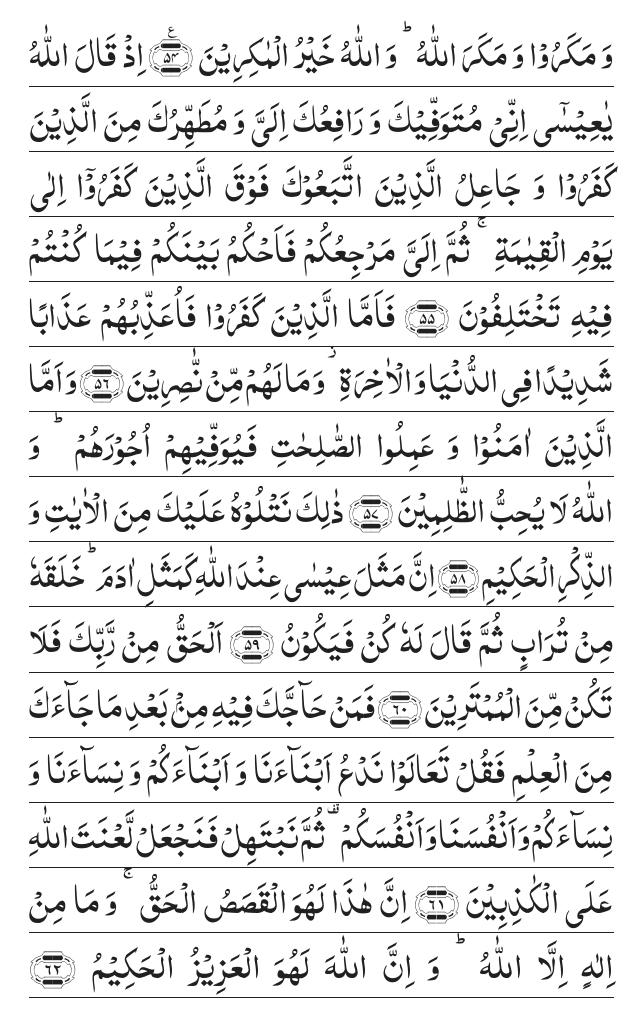 وَ مَكَرُوْا وَ مَكَرَ اللّٰهُ ؕ وَ اللّٰهُ خَیْرُ الْمٰكِرِیْنَ ﴿۵۴﴾ ع اِذْ قَالَ اللّٰهُ
یٰعِیْسٰۤی اِنِّیْ مُتَوَفِّیْكَ وَ رَافِعُكَ اِلَیَّ وَ مُطَهِّرُكَ مِنَ الَّذِیْنَ
كَفَرُوْا وَ جَاعِلُ الَّذِیْنَ اتَّبَعُوْكَ فَوْقَ الَّذِیْنَ كَفَرُوْۤا اِلٰی
یَوْمِ الْقِیٰمَةِ ۚ ثُمَّ اِلَیَّ مَرْجِعُكُمْ فَاَحْكُمُ بَیْنَكُمْ فِیْمَا كُنْتُمْ
فِیْهِ تَخْتَلِفُوْنَ ﴿۵۵﴾ فَاَمَّا الَّذِیْنَ كَفَرُوْا فَاُعَذِّبُهُمْ عَذَابًا
شَدِیْدًا فِی الدُّنْیَا وَ الْاٰخِرَةِ ؗ وَ مَا لَهُمْ مِّنْ نّٰصِرِیْنَ ﴿۵۶﴾ وَ اَمَّا
الَّذِیْنَ اٰمَنُوْا وَ عَمِلُوا الصّٰلِحٰتِ فَیُوَفِّیْهِمْ اُجُوْرَهُمْ ؕ وَ
اللّٰهُ لَا یُحِبُّ الظّٰلِمِیْنَ ﴿۵۷﴾ ذٰلِكَ نَتْلُوْهُ عَلَیْكَ مِنَ الْاٰیٰتِ وَ
الذِّكْرِ الْحَكِیْمِ ﴿۵۸﴾ اِنَّ مَثَلَ عِیْسٰی عِنْدَ اللّٰهِ كَمَثَلِ اٰدَمَ ؕ خَلَقَهٗ
مِنْ تُرَابٍ ثُمَّ قَالَ لَهٗ كُنْ فَیَكُوْنُ ﴿۵۹﴾ اَلْحَقُّ مِنْ رَّبِّكَ فَلَا
تَكُنْ مِّنَ الْمُمْتَرِیْنَ ﴿۶۰﴾ فَمَنْ حَآجَّكَ فِیْهِ مِنْۢ بَعْدِ مَا جَآءَكَ
مِنَ الْعِلْمِ فَقُلْ تَعَالَوْا نَدْعُ اَبْنَآءَنَا وَ اَبْنَآءَكُمْ وَ نِسَآءَنَا وَ
نِسَآءَكُمْ وَ اَنْفُسَنَا وَ اَنْفُسَكُمْ ۫ ثُمَّ نَبْتَهِلْ فَنَجْعَلْ لَّعْنَتَ اللّٰهِ
عَلَی الْكٰذِبِیْنَ ﴿۶۱﴾ اِنَّ هٰذَا لَهُوَ الْقَصَصُ الْحَقُّ ۚ وَ مَا مِنْ
اِلٰهٍ اِلَّا اللّٰهُ ؕ وَ اِنَّ اللّٰهَ لَهُوَ الْعَزِیْزُ الْحَكِیْمُ ﴿۶۲﴾